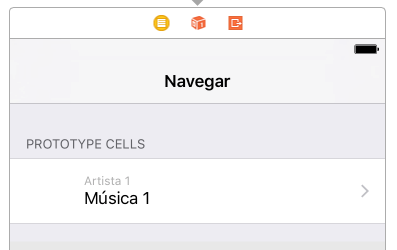 Navegar
PROTOTYPE CELLS
Artista 1
Música 1